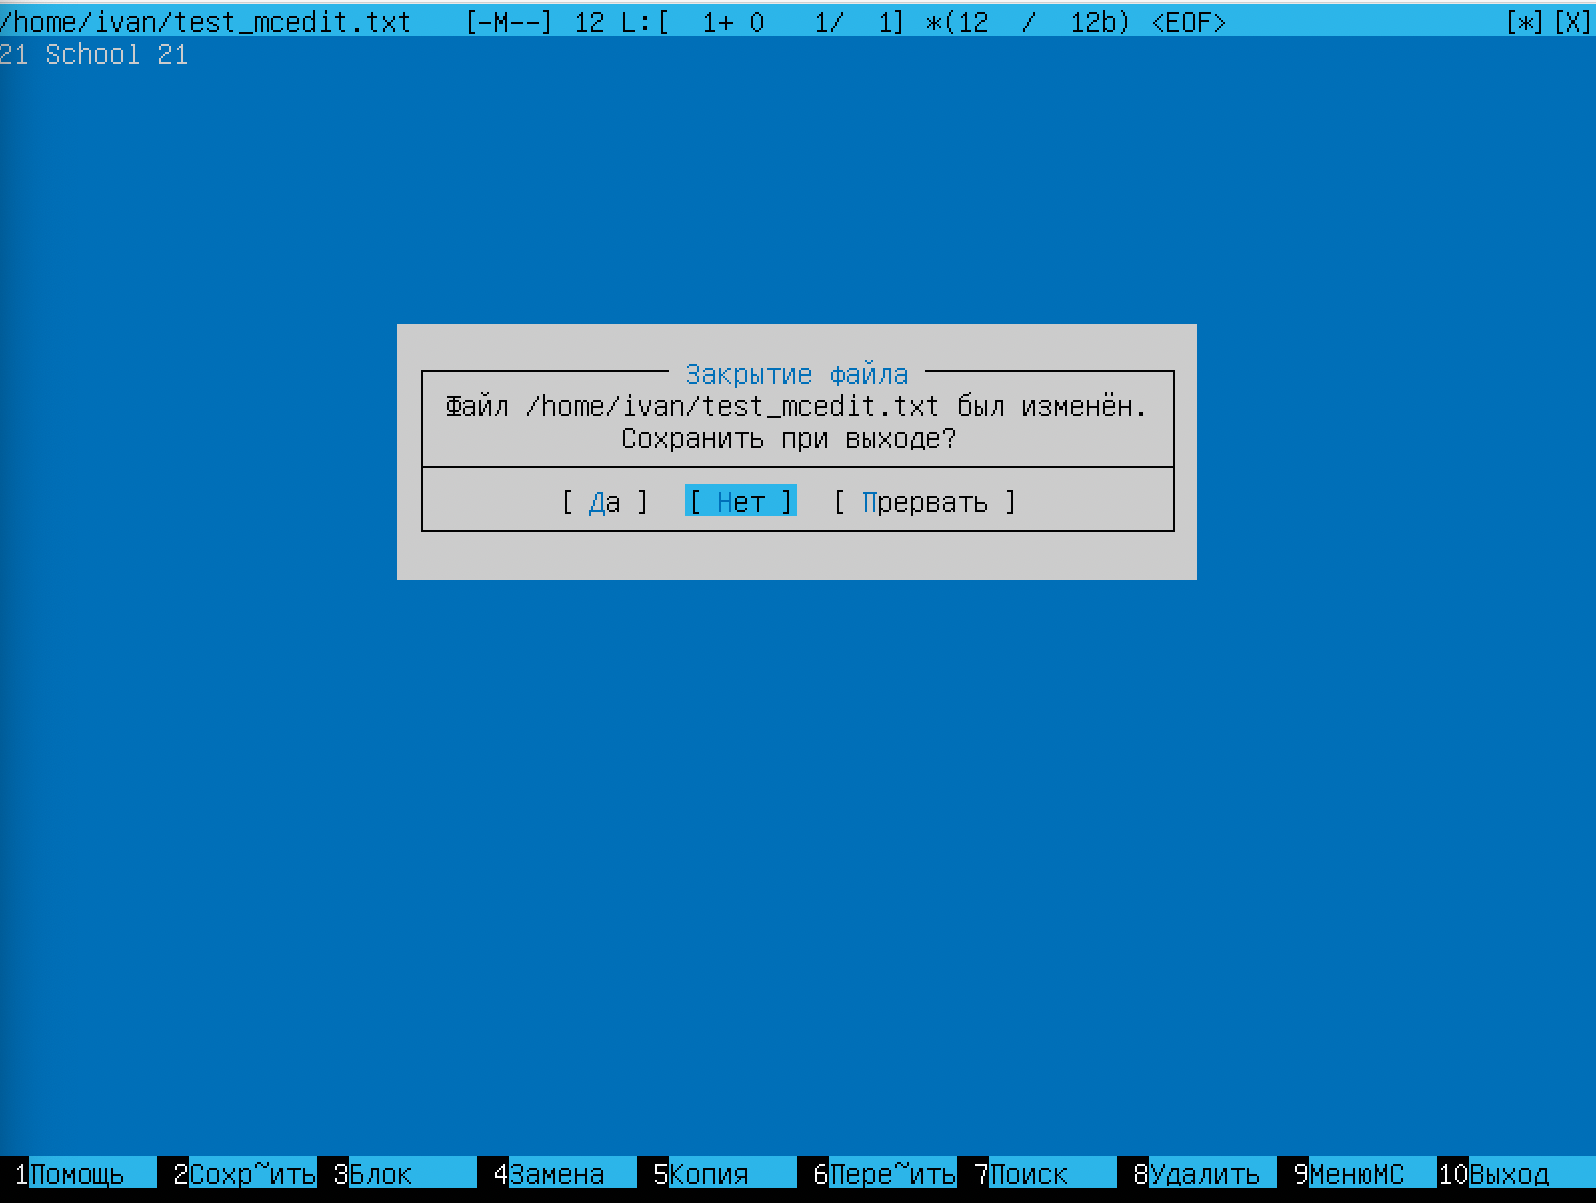 /home/ivan/test_mcedit.txt [-M--] 12 L:[ 1+ 0 1/ 1] *(12 / 12b) <EOF> [*][X]
21 School 21
Закрытие файла
Файл /home/ivan/test_mcedit.txt был изменён.
Сохранить при выходе?
[ Да ] [ Нет ] [ Прервать ]
1Помощь 2Сохр~ить 3Блок 4Замена 5Копия 6Пере~ить 7Поиск 8Удалить 9МенюMC 10Выход